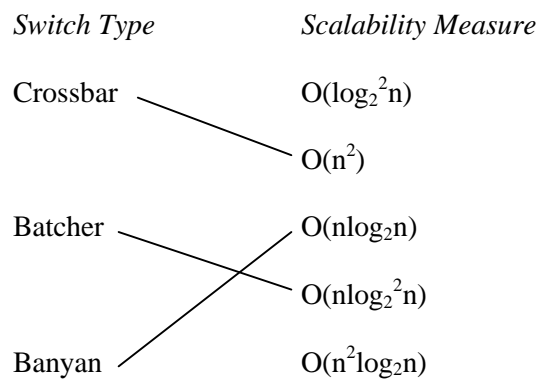 Switch Type Scalability Measure
Crossbar O(log₂²n)
O(n²)
Batcher O(nlog₂n)
O(nlog₂²n)
Banyan O(n²log₂n)